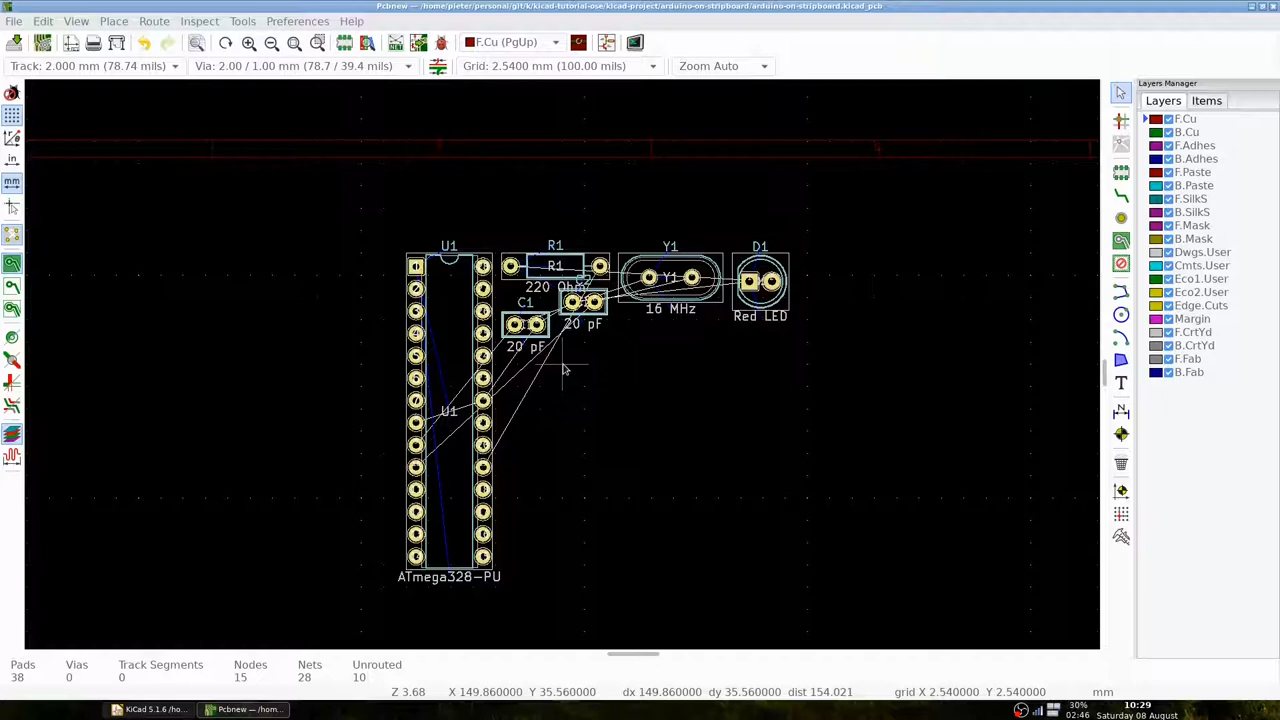 Pcbnew — /home/pieter/personal/git/k/kicad-tutorial-ose/kicad-project/arduino-on-stripboard/arduino-on-stripboard.kicad_pcb
File Edit View Place Route Inspect Tools Preferences Help
F.Cu (PgUp)
Track: 2.000 mm (78.74 mils) Via: 2.00 / 1.00 mm (78.7 / 39.4 mils) Grid: 2.5400 mm (100.00 mils) Zoom Auto
Layers Manager
Layers Items
F.Cu
B.Cu
F.Adhes
B.Adhes
F.Paste
B.Paste
F.SilkS
B.SilkS
F.Mask
B.Mask
Dwgs.User
Cmts.User
Eco1.User
Eco2.User
Edge.Cuts
Margin
F.CrtYd
B.CrtYd
F.Fab
B.Fab
in
mm
U1 R1 Y1 D1
R1
Y1
220 Ohm
C1
16 MHz
Red LED
20 pF
20 pF
U1
ATmega328-PU
Pads Vias Track Segments Nodes Nets Unrouted
38 0 0 15 28 10
Z 3.68 X 149.860000 Y 35.560000 dx 149.860000 dy 35.560000 dist 154.021 grid X 2.540000 Y 2.540000 mm
KiCad 5.1.6 /ho...
Pcbnew — /hom...
30%
02:46
10:29
Saturday 08 August